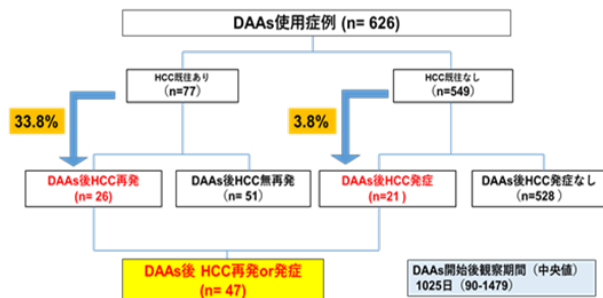 DAAs使用症例 (n= 626)
HCC既往あり
（n=77）
HCC既往なし
（n=549）
33.8%
3.8%
DAAs後HCC再発
(n= 26)
DAAs後HCC無再発
（n= 51）
DAAs後HCC発症
(n=21 )
DAAs後HCC発症なし
（n=528 ）
DAAs後 HCC再発or発症
(n= 47)
DAAs開始後観察期間（中央値）
1025日（90-1479）